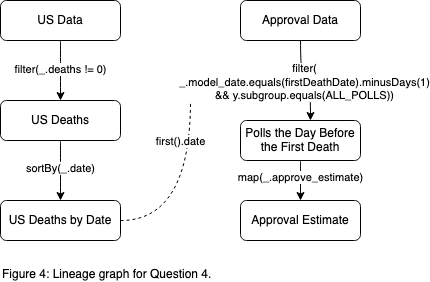 US Data
filter(_.deaths != 0)
US Deaths
sortBy(_.date)
US Deaths by Date
first().date
Approval Data
filter(
_.model_date.equals(firstDeathDate).minusDays(1)
&& y.subgroup.equals(ALL_POLLS))
Polls the Day Before
the First Death
map(_.approve_estimate)
Approval Estimate
Figure 4: Lineage graph for Question 4.